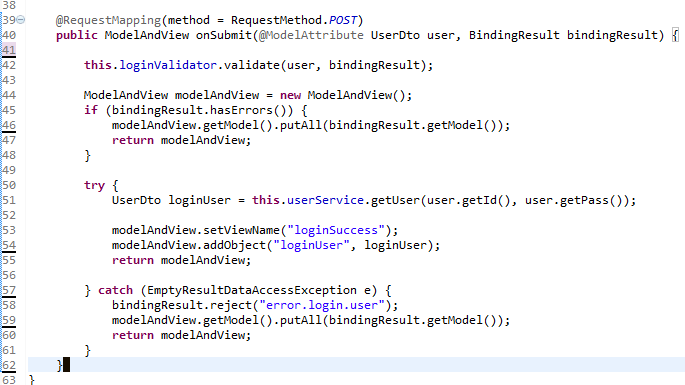 38
39 @RequestMapping(method = RequestMethod.POST)
40 public ModelAndView onSubmit(@ModelAttribute UserDto user, BindingResult bindingResult) {
41
42 this.loginValidator.validate(user, bindingResult);
43
44 ModelAndView modelAndView = new ModelAndView();
45 if (bindingResult.hasErrors()) {
46 modelAndView.getModel().putAll(bindingResult.getModel());
47 return modelAndView;
48 }
49
50 try {
51 UserDto loginUser = this.userService.getUser(user.getId(), user.getPass());
52
53 modelAndView.setViewName("loginSuccess");
54 modelAndView.addObject("loginUser", loginUser);
55 return modelAndView;
56
57 } catch (EmptyResultDataAccessException e) {
58 bindingResult.reject("error.login.user");
59 modelAndView.getModel().putAll(bindingResult.getModel());
60 return modelAndView;
61 }
62 }
63 }